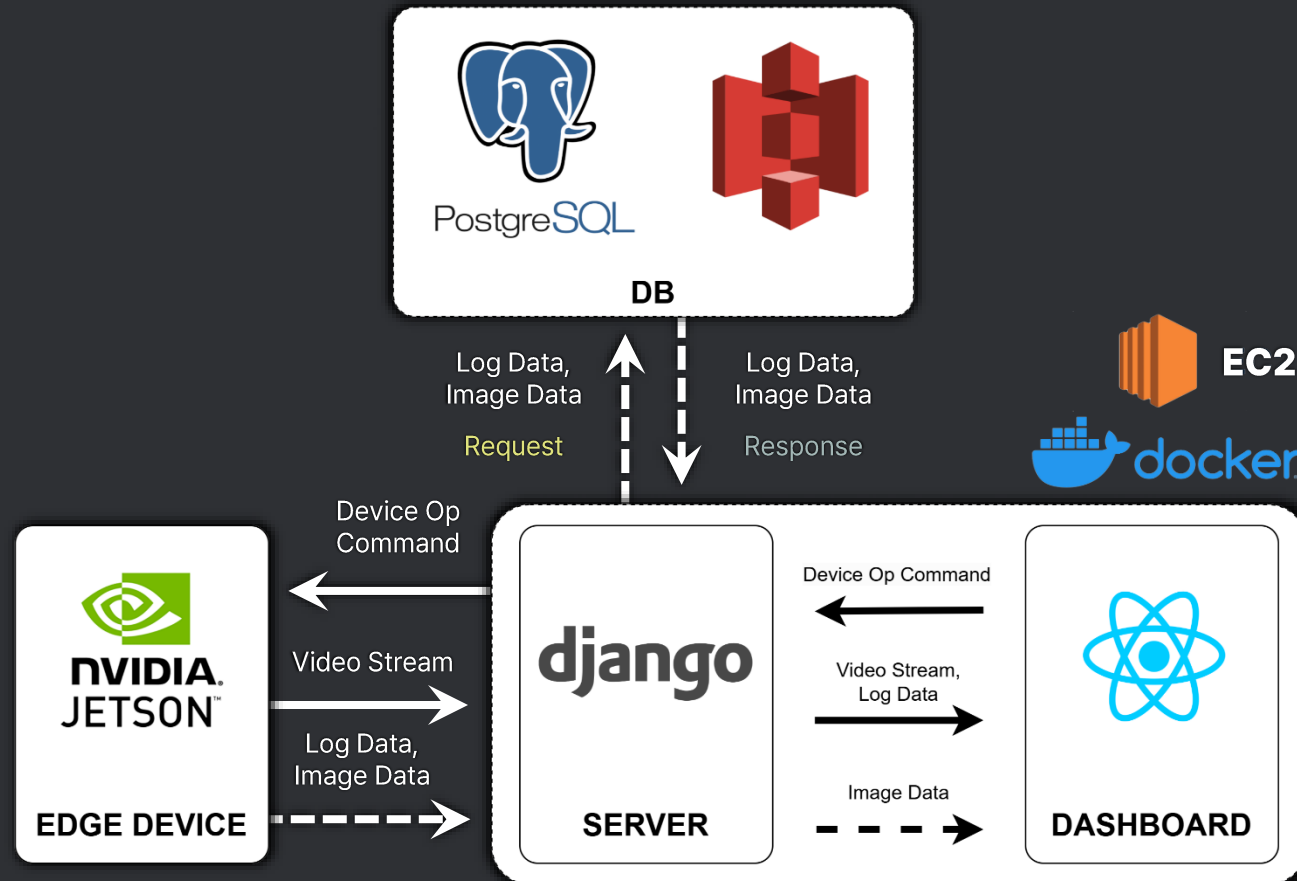 PostgreSQL
DB
Log Data,
Image Data
Request
Log Data,
Image Data
Response
EC2
docker
Device Op
Command
Video Stream
Log Data,
Image Data
NVIDIA.
JETSON™
EDGE DEVICE
django
SERVER
Device Op Command
Video Stream,
Log Data
Image Data
DASHBOARD